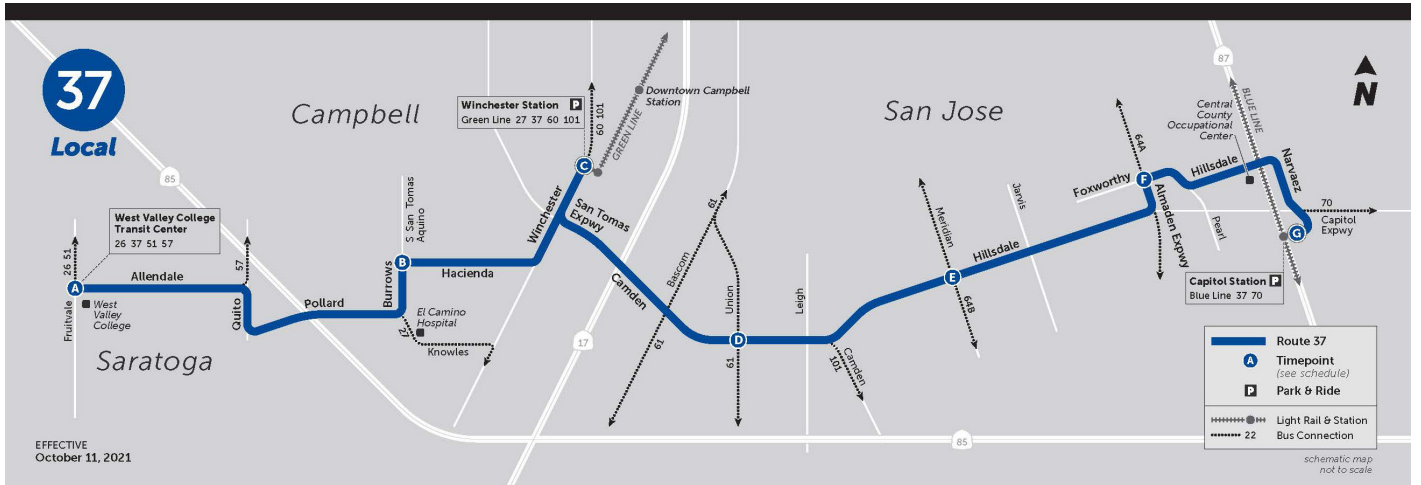 37
Local
Campbell
San Jose
Saratoga
85
West Valley College
Transit Center
26 37 51 57
26 51
Fruitvale
A
West
Valley
College
Allendale
57
Quito
Pollard
Burrows
B
S San Tomas
Aquino
27
El Camino
Hospital
Knowles
Hacienda
Winchester
Winchester Station P
Green Line 27 37 60 101
C
60 101
GREEN LINE
Downtown Campbell
Station
San Tomas
Expwy
Camden
17
Bascom
61
61
Union
D
61
Leigh
101
Camden
85
Meridian
E
64B
Hillsdale
Jarvis
64A
Foxworthy
F
Almaden Expwy
Hillsdale
Pearl
Central
County
Occupational
Center
87
BLUE LINE
Narvaez
70
Capitol
Expwy
G
Capitol Station P
Blue Line 37 70
N
Route 37
A Timepoint
(see schedule)
P Park & Ride
Light Rail & Station
22 Bus Connection
schematic map
not to scale
EFFECTIVE
October 11, 2021